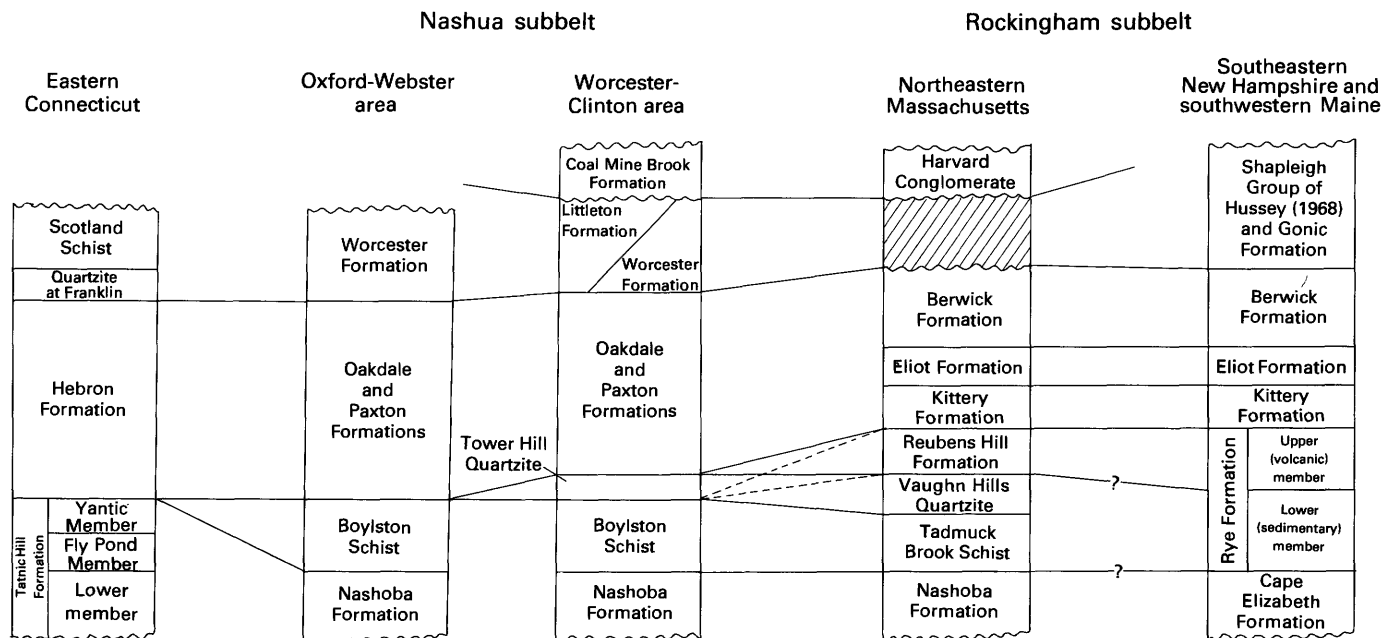 Nashua subbelt
Rockingham subbelt
Eastern
Connecticut
Oxford-Webster
area
Worcester-
Clinton area
Northeastern
Massachusetts
Southeastern
New Hampshire and
southwestern Maine
Scotland
Schist
Quartzite
at Franklin
Hebron
Formation
Tatnic Hill
Formation
Yantic
Member
Fly Pond
Member
Lower
member
Worcester
Formation
Oakdale
and
Paxton
Formations
Boylston
Schist
Nashoba
Formation
Tower Hill
Quartzite
Coal Mine Brook
Formation
Littleton
Formation
Worcester
Formation
Oakdale
and
Paxton
Formations
Boylston
Schist
Nashoba
Formation
Harvard
Conglomerate
Berwick
Formation
Eliot Formation
Kittery
Formation
Reubens Hill
Formation
Vaughn Hills
Quartzite
Tadmuck
Brook Schist
Nashoba
Formation
?
?
Shapleigh
Group of
Hussey (1968)
and Gonic
Formation
Berwick
Formation
Eliot Formation
Kittery
Formation
Rye Formation
Upper
(volcanic)
member
Lower
(sedimentary)
member
Cape
Elizabeth
Formation